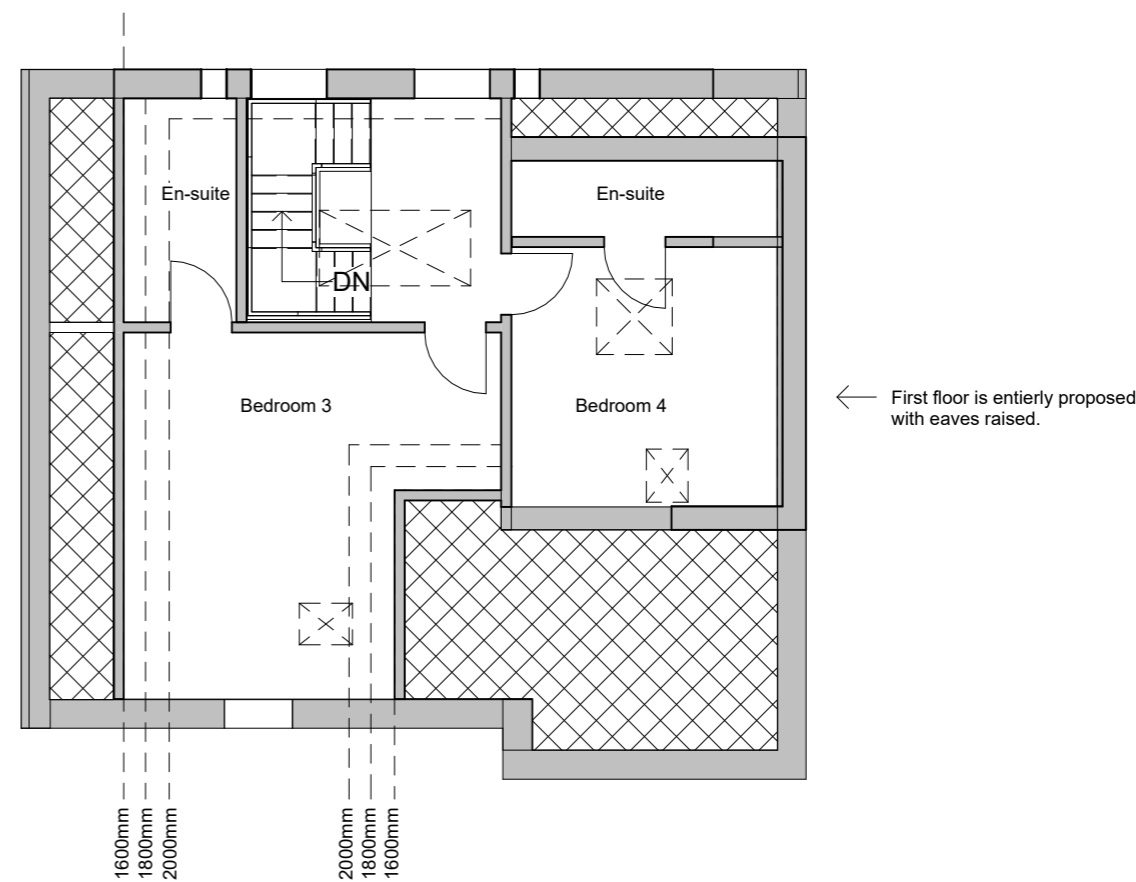 En-suite
En-suite
DN
Bedroom 3
Bedroom 4
First floor is entierly proposed
with eaves raised.
1600mm
1800mm
2000mm
2000mm
1800mm
1600mm